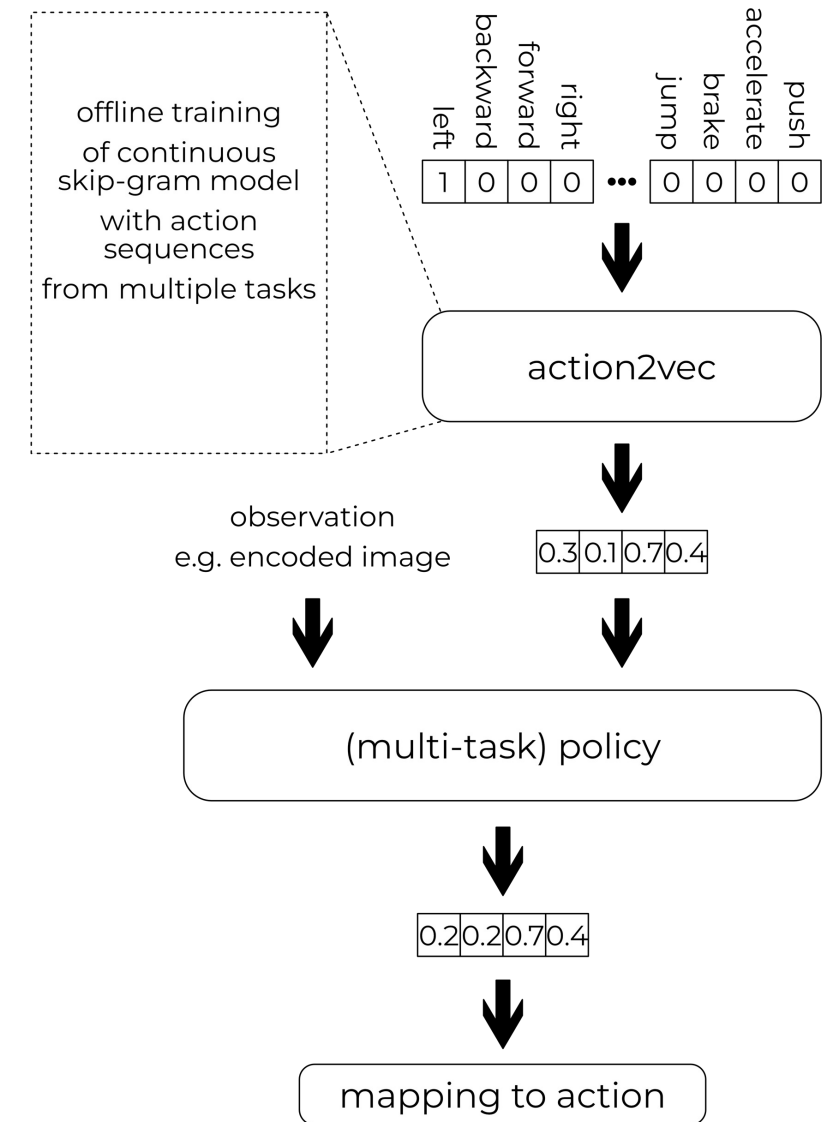 offline training
of continuous
skip-gram model
with action
sequences
from multiple tasks
left
backward
forward
right
jump
brake
accelerate
push
1 0 0 0 ••• 0 0 0 0
action2vec
observation
e.g. encoded image
0.3 0.1 0.7 0.4
(multi-task) policy
0.2 0.2 0.7 0.4
mapping to action